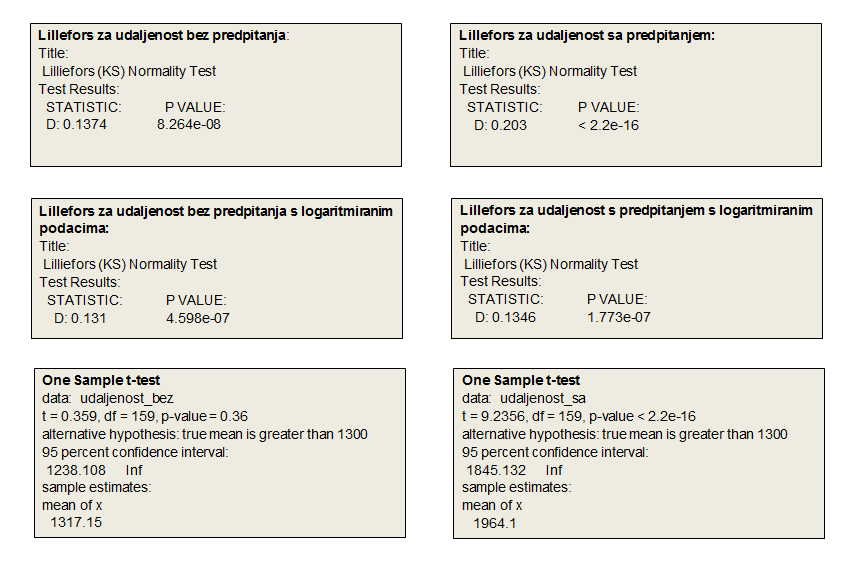 Lillefors za udaljenost bez predpitanja:
Title:
Lilliefors (KS) Normality Test
Test Results:
STATISTIC: P VALUE:
D: 0.1374 8.264e-08
Lillefors za udaljenost sa predpitanjem:
Title:
Lilliefors (KS) Normality Test
Test Results:
STATISTIC: P VALUE:
D: 0.203 < 2.2e-16
Lillefors za udaljenost bez predpitanja s logaritmiranim
podacima:
Title:
Lilliefors (KS) Normality Test
Test Results:
STATISTIC: P VALUE:
D: 0.131 4.598e-07
Lillefors za udaljenost s predpitanjem s logaritmiranim
podacima:
Title:
Lilliefors (KS) Normality Test
Test Results:
STATISTIC: P VALUE:
D: 0.1346 1.773e-07
One Sample t-test
data: udaljenost_bez
t = 0.359, df = 159, p-value = 0.36
alternative hypothesis: true mean is greater than 1300
95 percent confidence interval:
1238.108 Inf
sample estimates:
mean of x
1317.15
One Sample t-test
data: udaljenost_sa
t = 9.2356, df = 159, p-value < 2.2e-16
alternative hypothesis: true mean is greater than 1300
95 percent confidence interval:
1845.132 Inf
sample estimates:
mean of x
1964.1